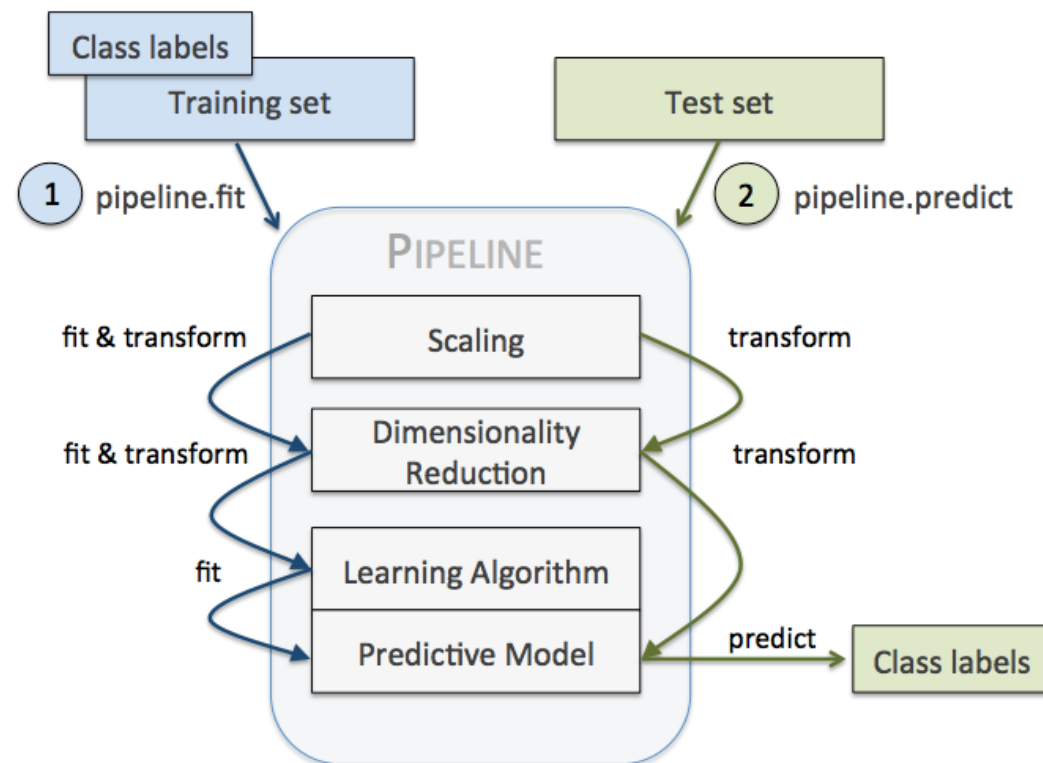 Class labels
Training set
Test set
1 pipeline.fit
2 pipeline.predict
PIPELINE
fit & transform
Scaling
transform
fit & transform
Dimensionality
Reduction
transform
fit
Learning Algorithm
Predictive Model
predict
Class labels